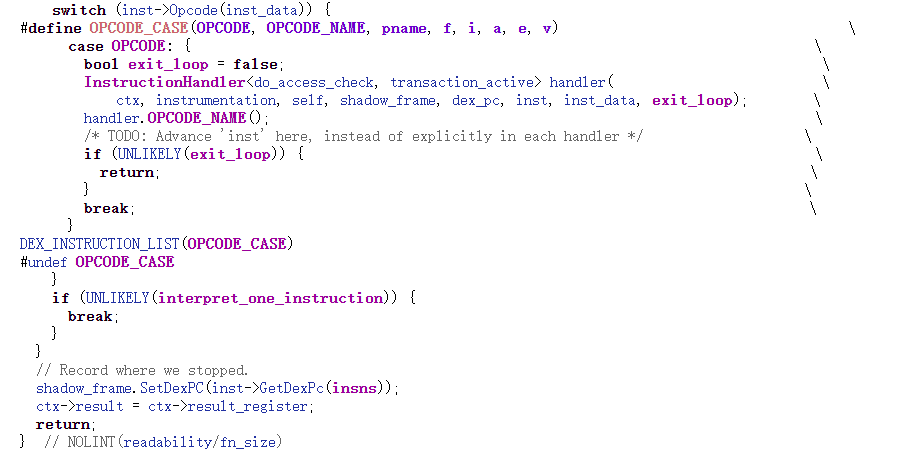 switch (inst->Opcode(inst_data)) {
#define OPCODE_CASE(OPCODE, OPCODE_NAME, pname, f, i, a, e, v)                                    \
      case OPCODE: {                                                                              \
        bool exit_loop = false;                                                                   \
        InstructionHandler<do_access_check, transaction_active> handler(                          \
            ctx, instrumentation, self, shadow_frame, dex_pc, inst, inst_data, exit_loop);        \
        handler.OPCODE_NAME();                                                                    \
        /* TODO: Advance 'inst' here, instead of explicitly in each handler */                    \
        if (UNLIKELY(exit_loop)) {                                                                \
          return;                                                                                 \
        }                                                                                         \
        break;                                                                                    \
      }
DEX_INSTRUCTION_LIST(OPCODE_CASE)
#undef OPCODE_CASE
    }
    if (UNLIKELY(interpret_one_instruction)) {
      break;
    }
  }
  // Record where we stopped.
  shadow_frame.SetDexPC(inst->GetDexPc(insns));
  ctx->result = ctx->result_register;
  return;
}  // NOLINT(readability/fn_size)